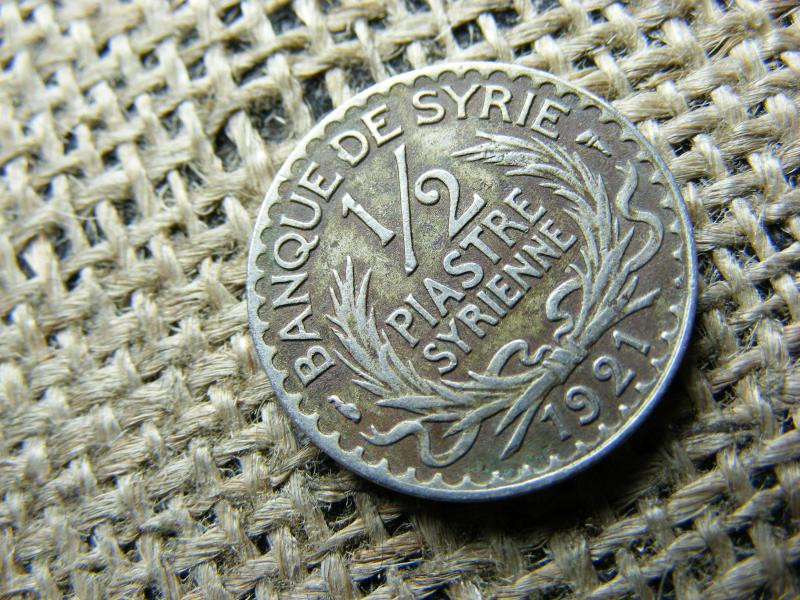 BANQUE DE SYRIE
1/2
PIASTRE
SYRIENNE
1921